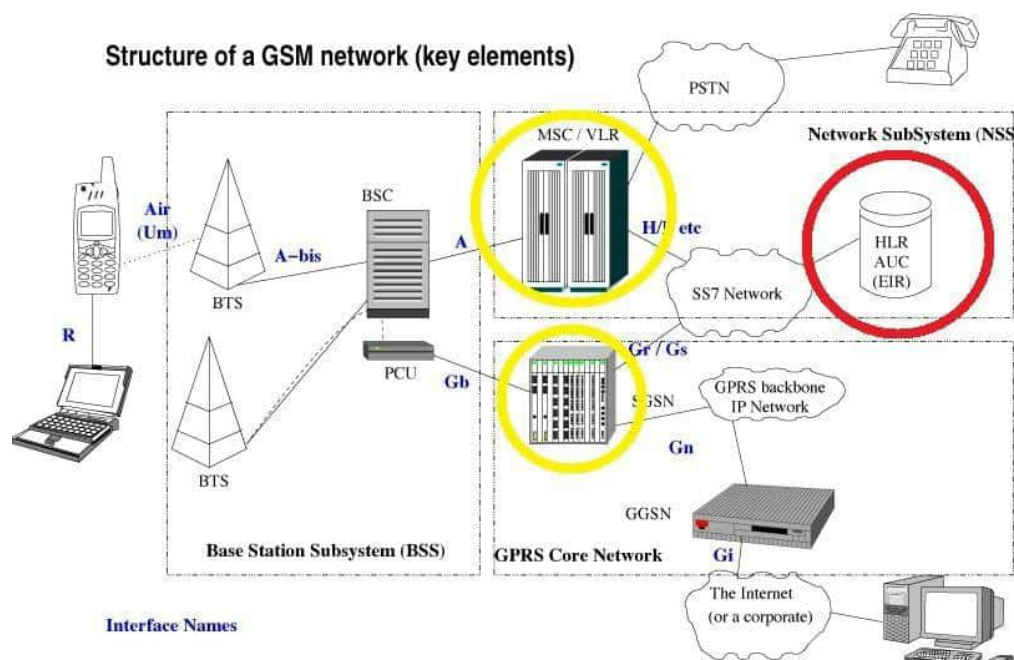 Structure of a GSM network (key elements)
PSTN
MSC / VLR
Network SubSystem (NSS
BSC
Air
(Um)
A-bis
A
H/ etc
HLR
AUC
(EIR)
BTS
SS7 Network
R
PCU
Gb
Gr / Gs
SGSN
GPRS backbone
IP Network
Gn
BTS
GGSN
Base Station Subsystem (BSS)
GPRS Core Network
Gi
The Internet
(or a corporate)
Interface Names